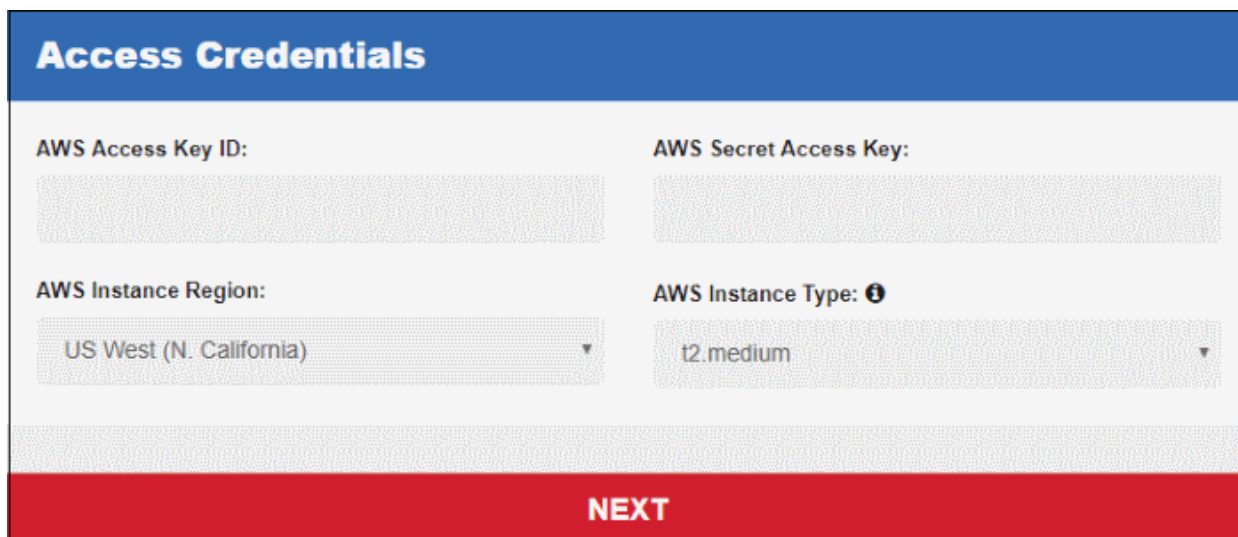 Access Credentials
AWS Access Key ID:
AWS Secret Access Key:
AWS Instance Region:
AWS Instance Type:
US West (N. California)
t2.medium
NEXT